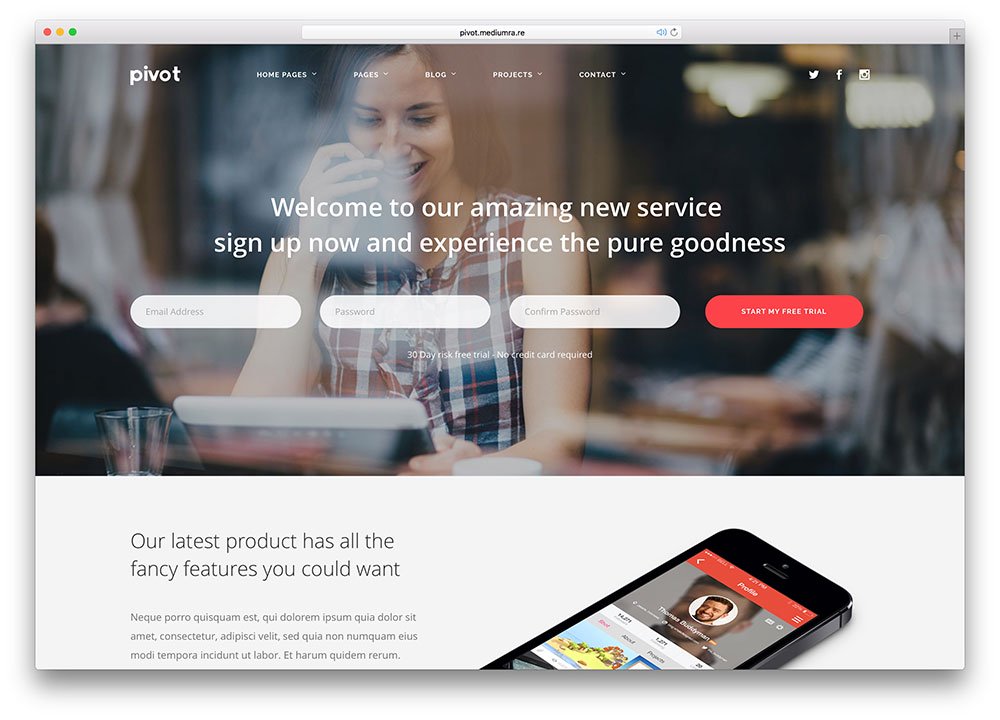 pivot.mediumra.re
pivot
HOME PAGES
PAGES
BLOG
PROJECTS
CONTACT
Welcome to our amazing new service
sign up now and experience the pure goodness
Email Address
Password
Confirm Password
START MY FREE TRIAL
30 Day risk free trial - No credit card required
Our latest product has all the
fancy features you could want
Neque porro quisquam est, qui dolorem ipsum quia dolor sit
amet, consectetur, adipisci velit, sed quia non numquam eius
modi tempora incidunt ut labor. Et harum quidem rerum.
4:21 PM
Profile
About
Projects